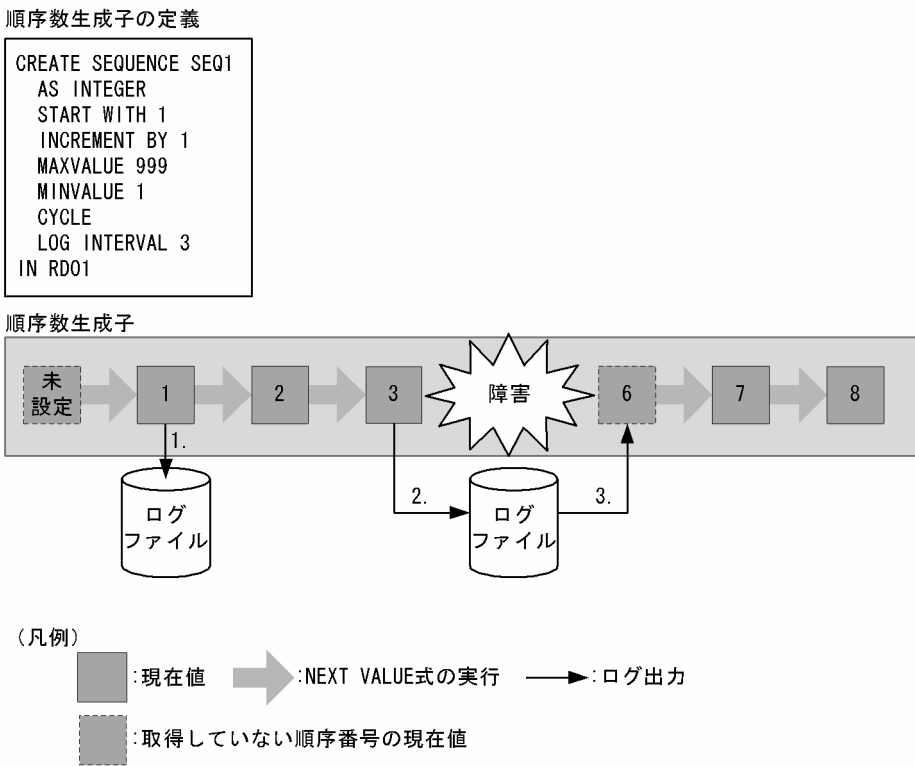 順序数生成子の定義
CREATE SEQUENCE SEQ1
AS INTEGER
START WITH 1
INCREMENT BY 1
MAXVALUE 999
MINVALUE 1
CYCLE
LOG INTERVAL 3
IN RD01
順序数生成子
未
設定
1
2
3
障害
6
7
8
1.
2.
3.
ログ
ファイル
ログ
ファイル
(凡例)
:現在値
:NEXT VALUE式の実行
:ログ出力
:取得していない順序番号の現在値